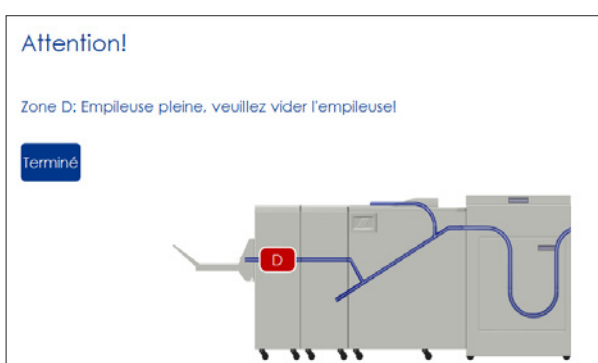 Attention!
Zone D: Empileuse pleine, veuillez vider l'empileuse!
Terminé
D